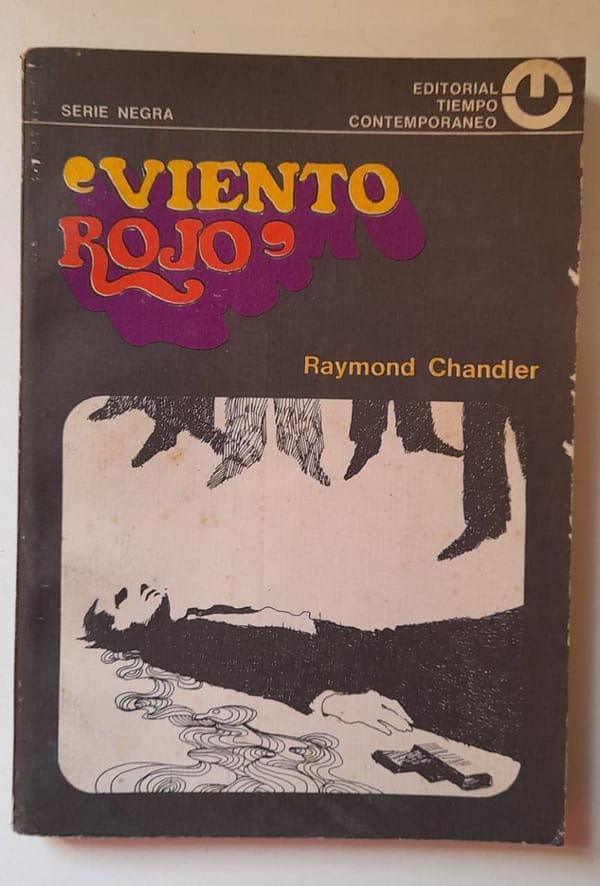 EDITORIAL
TIEMPO
CONTEMPORANEO
SERIE NEGRA
VIENTO
ROJO
Raymond Chandler